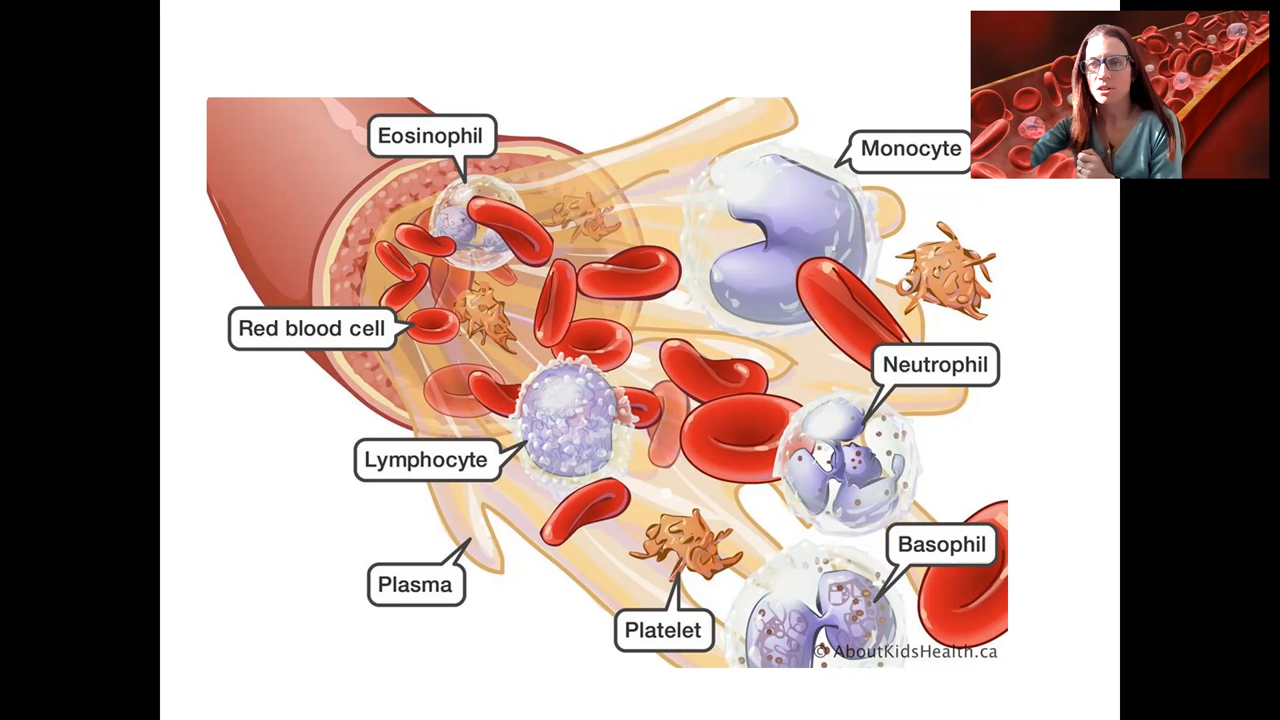 Eosinophil
Monocyte
Red blood cell
Neutrophil
Lymphocyte
Basophil
Plasma
Platelet
© AboutKidsHealth.ca